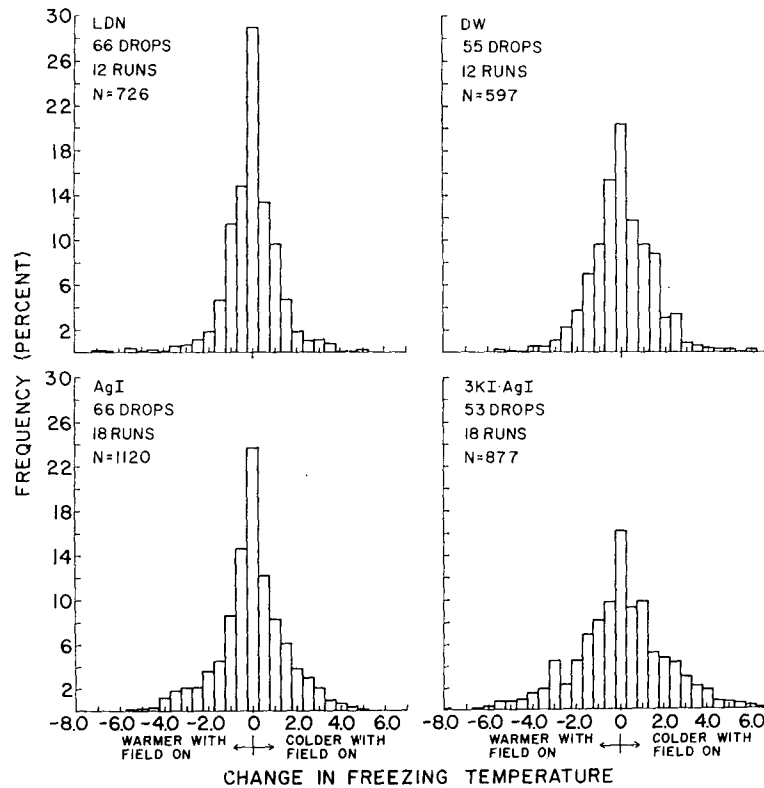 30
26
22
18
14
10
6
2
LDN
66 DROPS
12 RUNS
N=726
DW
55 DROPS
12 RUNS
N=597
FREQUENCY (PERCENT)
30
26
22
18
14
10
6
2
AgI
66 DROPS
18 RUNS
N=1120
3KI·AgI
53 DROPS
18 RUNS
N=877
-8.0 -4.0 -2.0 0 2.0 4.0 6.0
-8.0 -4.0 -2.0 0 2.0 4.0 6.0
WARMER WITH FIELD ON
COLDER WITH FIELD ON
WARMER WITH FIELD ON
COLDER WITH FIELD ON
CHANGE IN FREEZING TEMPERATURE